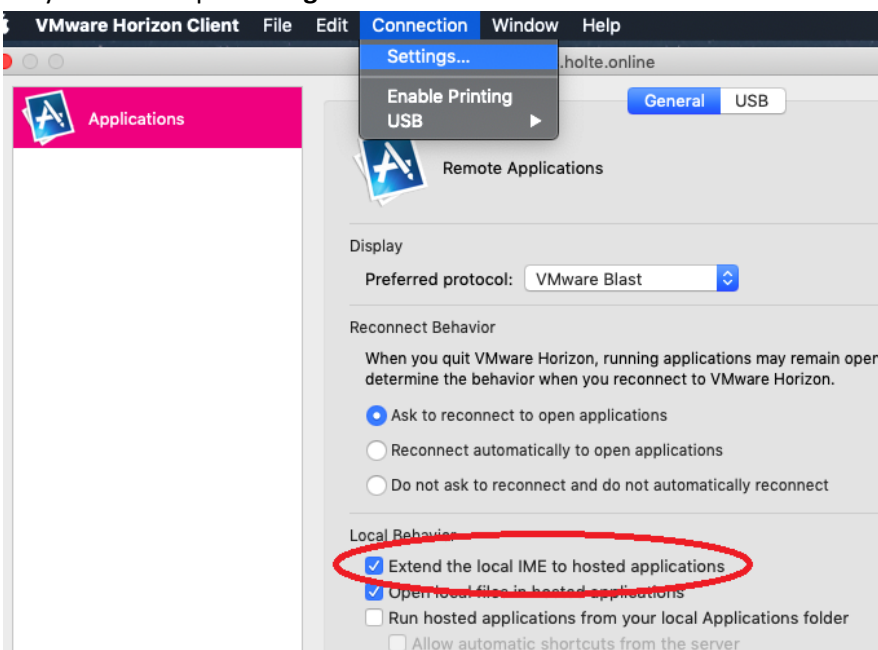 VMware Horizon Client File Edit Connection Window Help
Settings...
.holte.online
Enable Printing
USB
General USB
Applications
Remote Applications
Display
Preferred protocol: VMware Blast
Reconnect Behavior
When you quit VMware Horizon, running applications may remain open
determine the behavior when you reconnect to VMware Horizon.
Ask to reconnect to open applications
Reconnect automatically to open applications
Do not ask to reconnect and do not automatically reconnect
Local Behavior
Extend the local IME to hosted applications
Open local files in hosted applications
Run hosted applications from your local Applications folder
Allow automatic shortcuts from the server